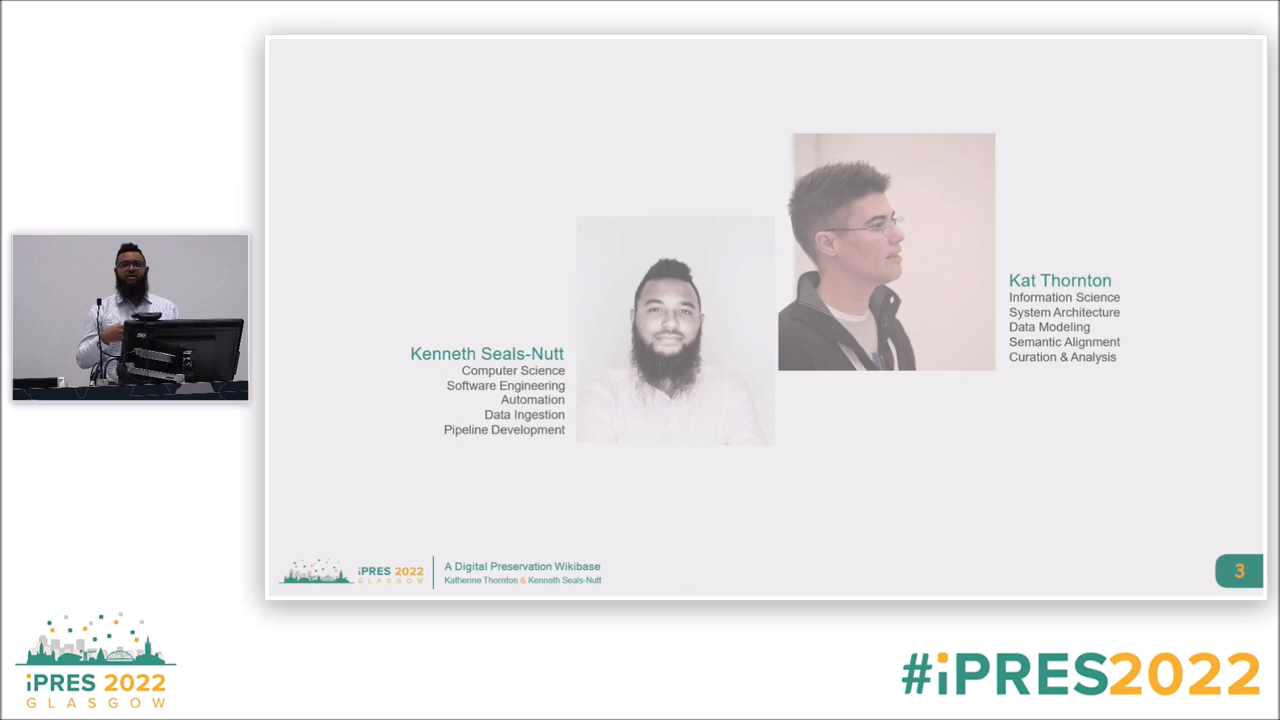 Kenneth Seals-Nutt
Computer Science
Software Engineering
Automation
Data Ingestion
Pipeline Development
Kat Thornton
Information Science
System Architecture
Data Modeling
Semantic Alignment
Curation & Analysis
iPRES 2022
GLASGOW
A Digital Preservation Wikibase
Katherine Thornton & Kenneth Seals-Nutt
3
iPRES 2022
GLASGOW
#iPRES2022